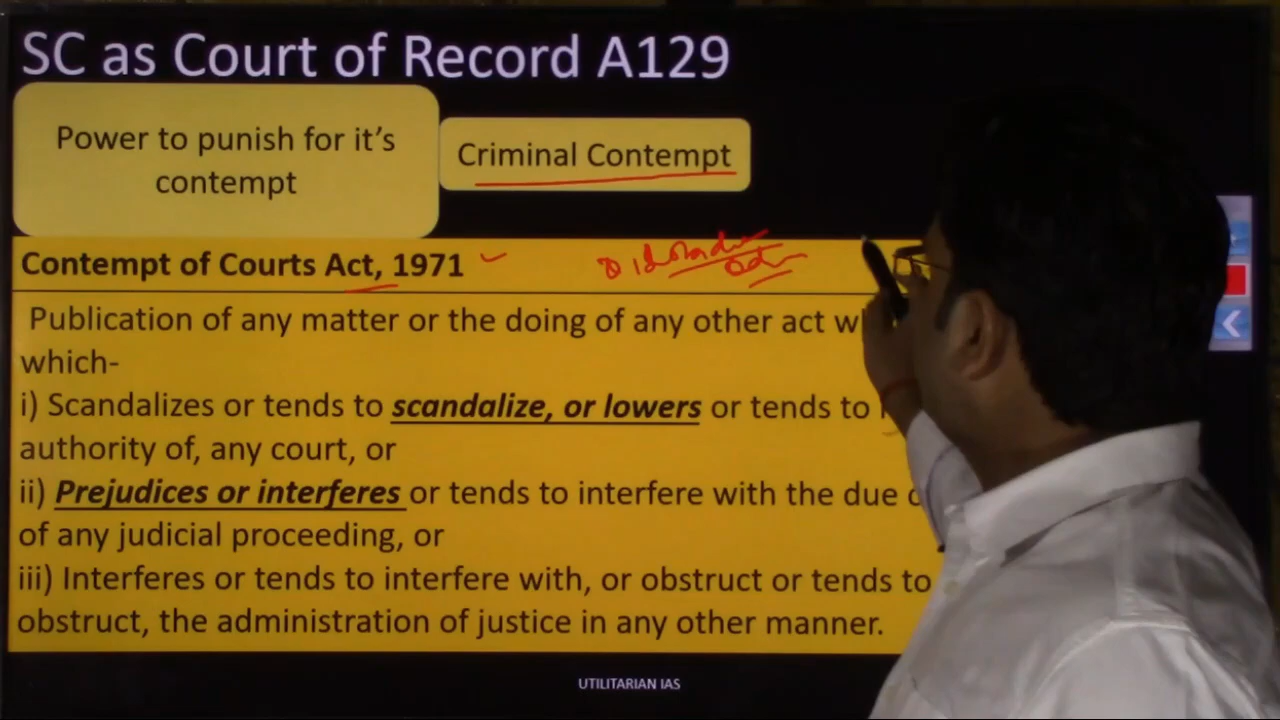 SC as Court of Record A129
Power to punish for it's
contempt
Criminal Contempt
Contempt of Courts Act, 1971
Publication of any matter or the doing of any other act
which-
i) Scandalizes or tends to scandalize, or lowers or tends to
authority of, any court, or
ii) Prejudices or interferes or tends to interfere with the due
of any judicial proceeding, or
iii) Interferes or tends to interfere with, or obstruct or tends to
obstruct, the administration of justice in any other manner.
UTILITARIAN IAS